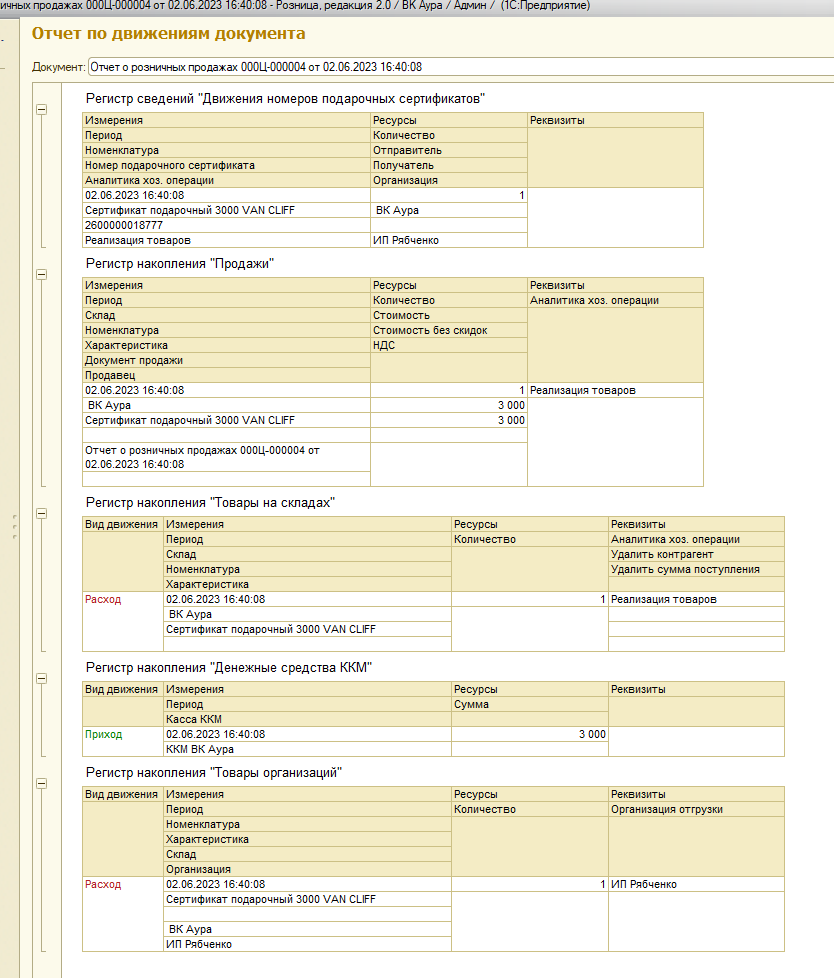 ичных продажах 000Ц-000004 от 02.06.2023 16:40:08 - Розница, редакция 2.0 / ВК Аура / Админ / (1С:Предприятие)
Отчет по движениям документа
Документ: Отчет о розничных продажах 000Ц-000004 от 02.06.2023 16:40:08
Регистр сведений "Движения номеров подарочных сертификатов"
Измерения Ресурсы Реквизиты
Период Количество
Номенклатура Отправитель
Номер подарочного сертификата Получатель
Аналитика хоз. операции Организация
02.06.2023 16:40:08 1
Сертификат подарочный 3000 VAN CLIFF ВК Аура
2600000018777
Реализация товаров ИП Рябченко
Регистр накопления "Продажи"
Измерения Ресурсы Реквизиты
Период Количество Аналитика хоз. операции
Склад Стоимость
Номенклатура Стоимость без скидок
Характеристика НДС
Документ продажи
Продавец
02.06.2023 16:40:08 1 Реализация товаров
ВК Аура 3 000
Сертификат подарочный 3000 VAN CLIFF 3 000
Отчет о розничных продажах 000Ц-000004 от
02.06.2023 16:40:08
Регистр накопления "Товары на складах"
Вид движения Измерения Ресурсы Реквизиты
Период Количество Аналитика хоз. операции
Склад Удалить контрагент
Номенклатура Удалить сумма поступления
Характеристика
Расход 02.06.2023 16:40:08 1 Реализация товаров
ВК Аура
Сертификат подарочный 3000 VAN CLIFF
Регистр накопления "Денежные средства ККМ"
Вид движения Измерения Ресурсы Реквизиты
Период Сумма
Касса ККМ
Приход 02.06.2023 16:40:08 3 000
ККМ ВК Аура
Регистр накопления "Товары организаций"
Вид движения Измерения Ресурсы Реквизиты
Период Количество Организация отгрузки
Номенклатура
Характеристика
Склад
Организация
Расход 02.06.2023 16:40:08 1 ИП Рябченко
Сертификат подарочный 3000 VAN CLIFF
ВК Аура
ИП Рябченко